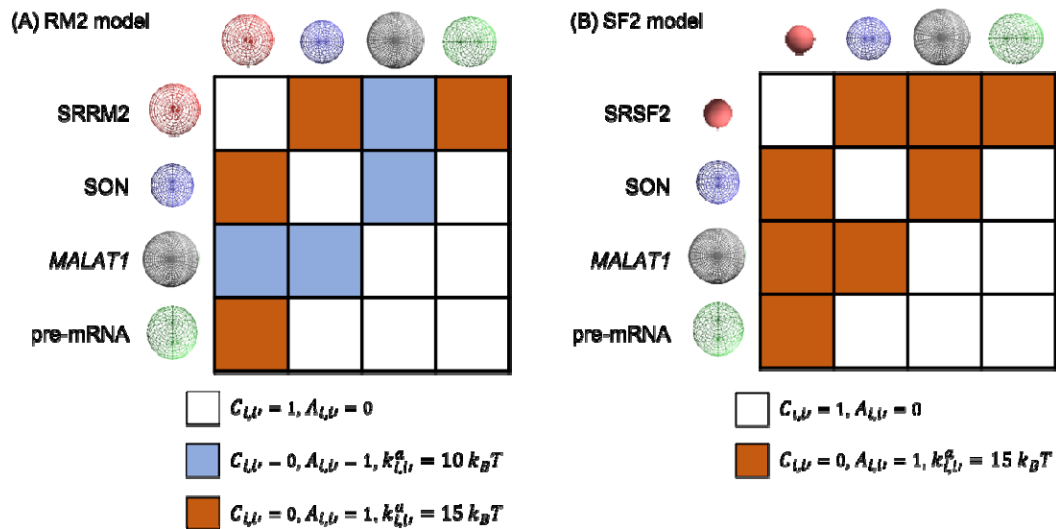 (A) RM2 model
SRRM2
SON
MALAT1
pre-mRNA
C_{i,i'} = 1, A_{i,i'} = 0
C_{i,i'} = 0, A_{i,i'} = 1, k^a_{i,i'} = 10 k_BT
C_{i,i'} = 0, A_{i,i'} = 1, k^a_{i,i'} = 15 k_BT
(B) SF2 model
SRSF2
SON
MALAT1
pre-mRNA
C_{i,i'} = 1, A_{i,i'} = 0
C_{i,i'} = 0, A_{i,i'} = 1, k^a_{i,i'} = 15 k_BT